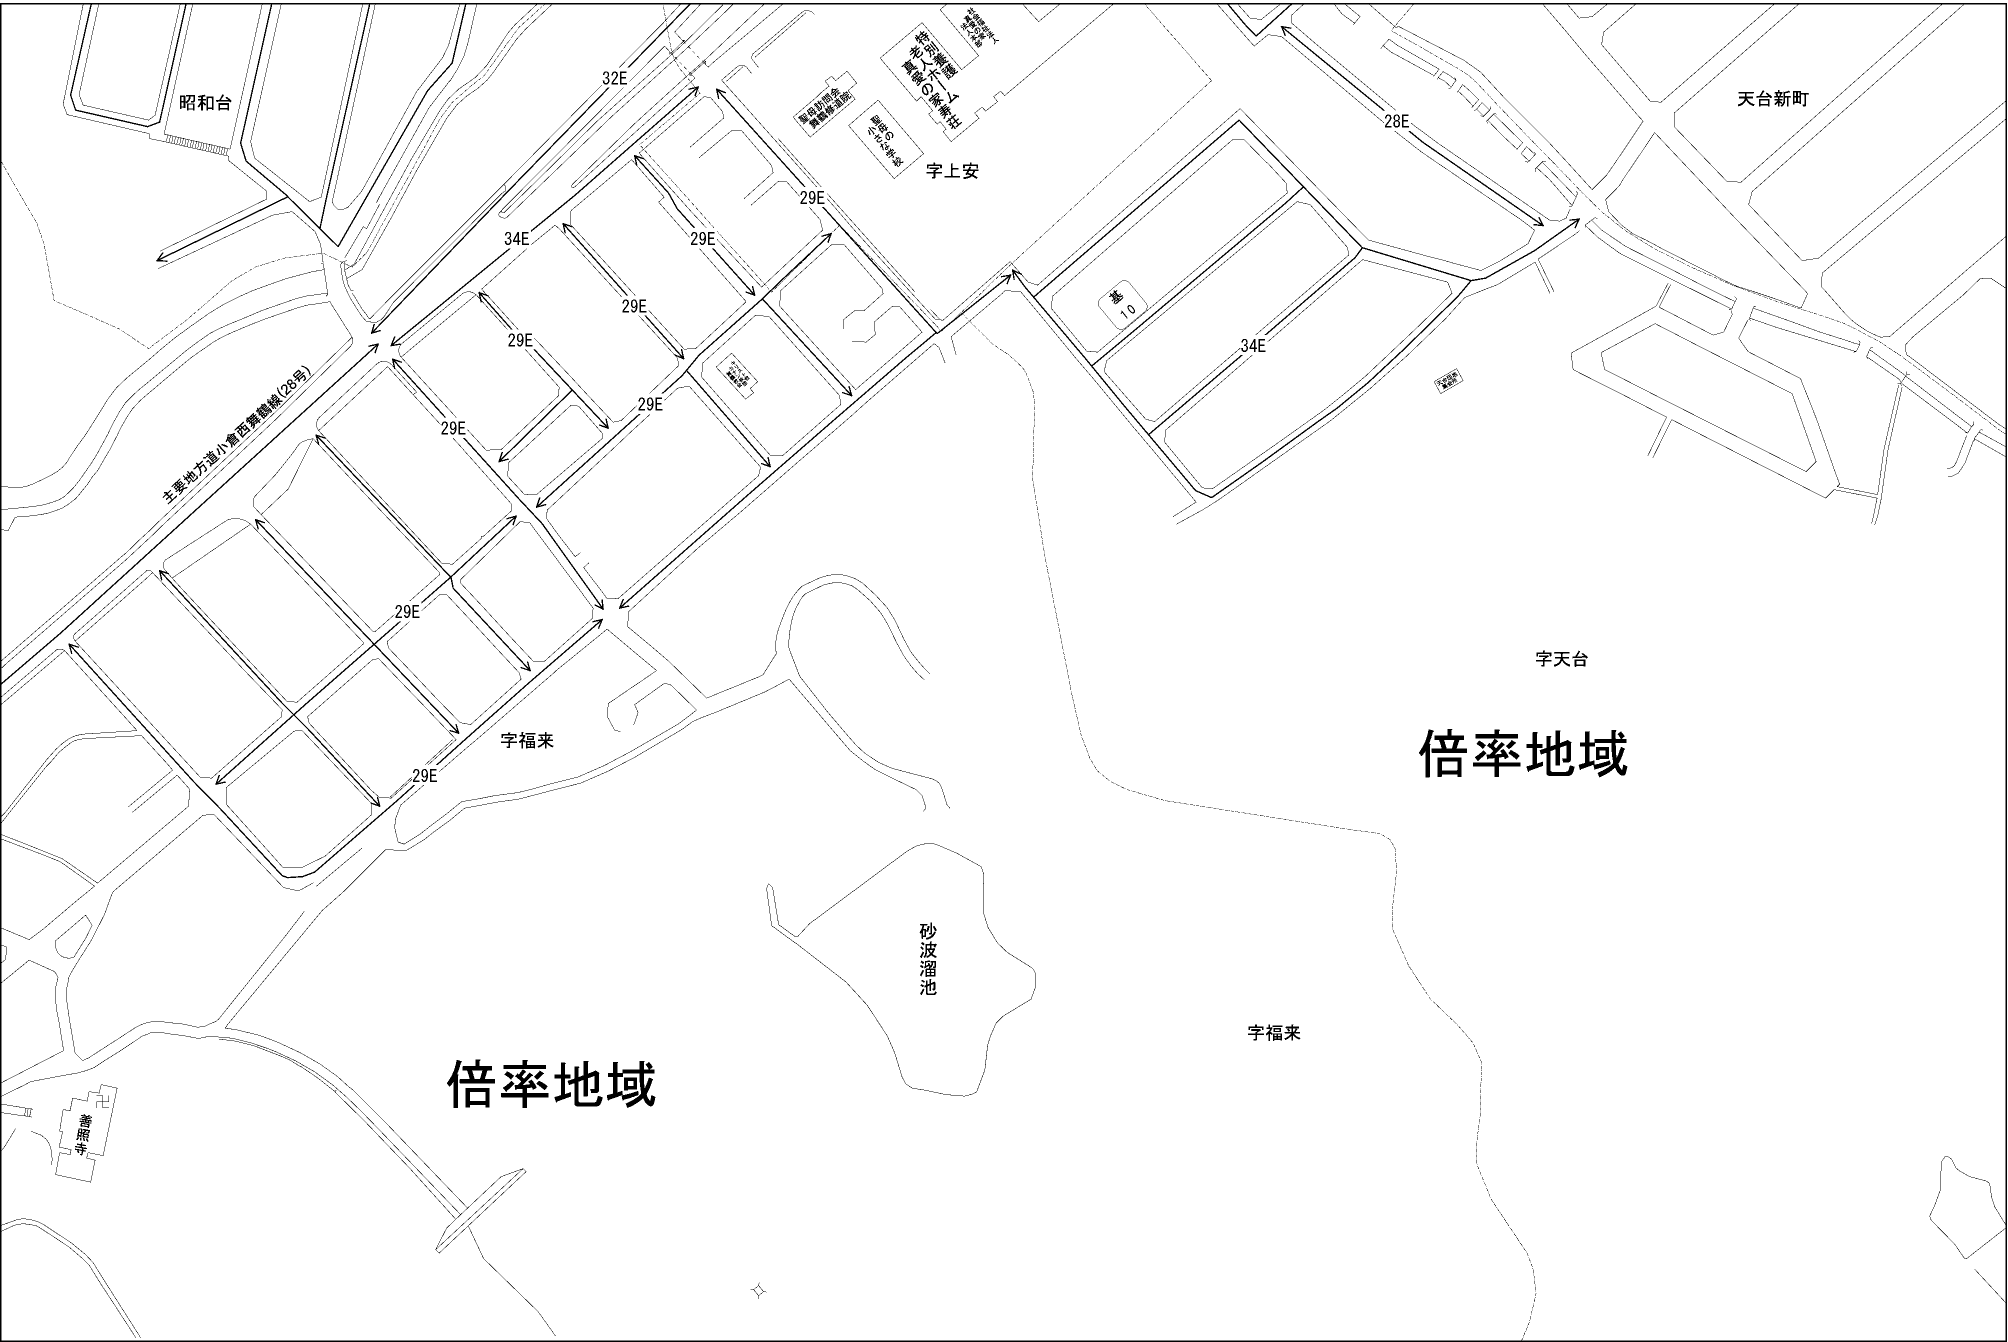 昭和台
32E
特別養護
老人ホーム
真愛の家寿荘
聖母訪問会
舞鶴修道院
聖母の
小さな学校
字上安
28E
天台新町
29E
34E
29E
29E
29E
基
10
34E
29E
29E
主要地方道小倉西舞鶴線(28号)
29E
字天台
字福来
倍率地域
29E
砂波溜池
字福来
倍率地域
善照寺